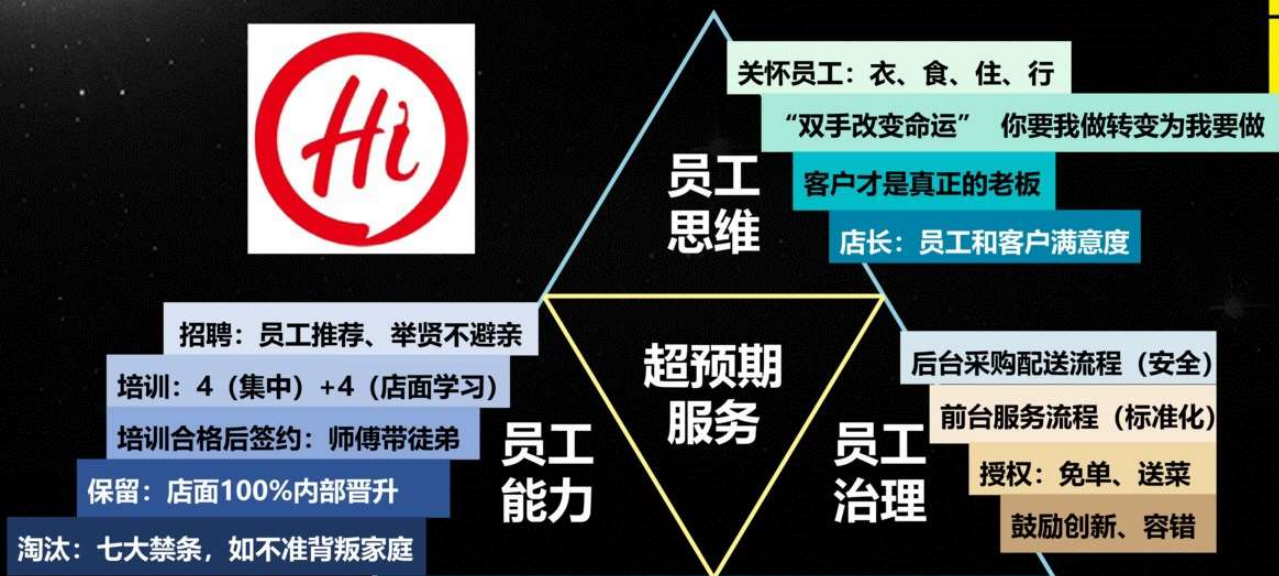 Hi
关怀员工：衣、食、住、行
“双手改变命运” 你要我做转变为我要做
客户才是真正的老板
店长：员工和客户满意度
员工
思维
招聘：员工推荐、举贤不避亲
培训：4（集中）+4（店面学习）
培训合格后签约：师傅带徒弟
保留：店面100%内部晋升
淘汰：七大禁条，如不准背叛家庭
员工
能力
超预期
服务
员工
治理
后台采购配送流程（安全）
前台服务流程（标准化）
授权：免单、送菜
鼓励创新、容错